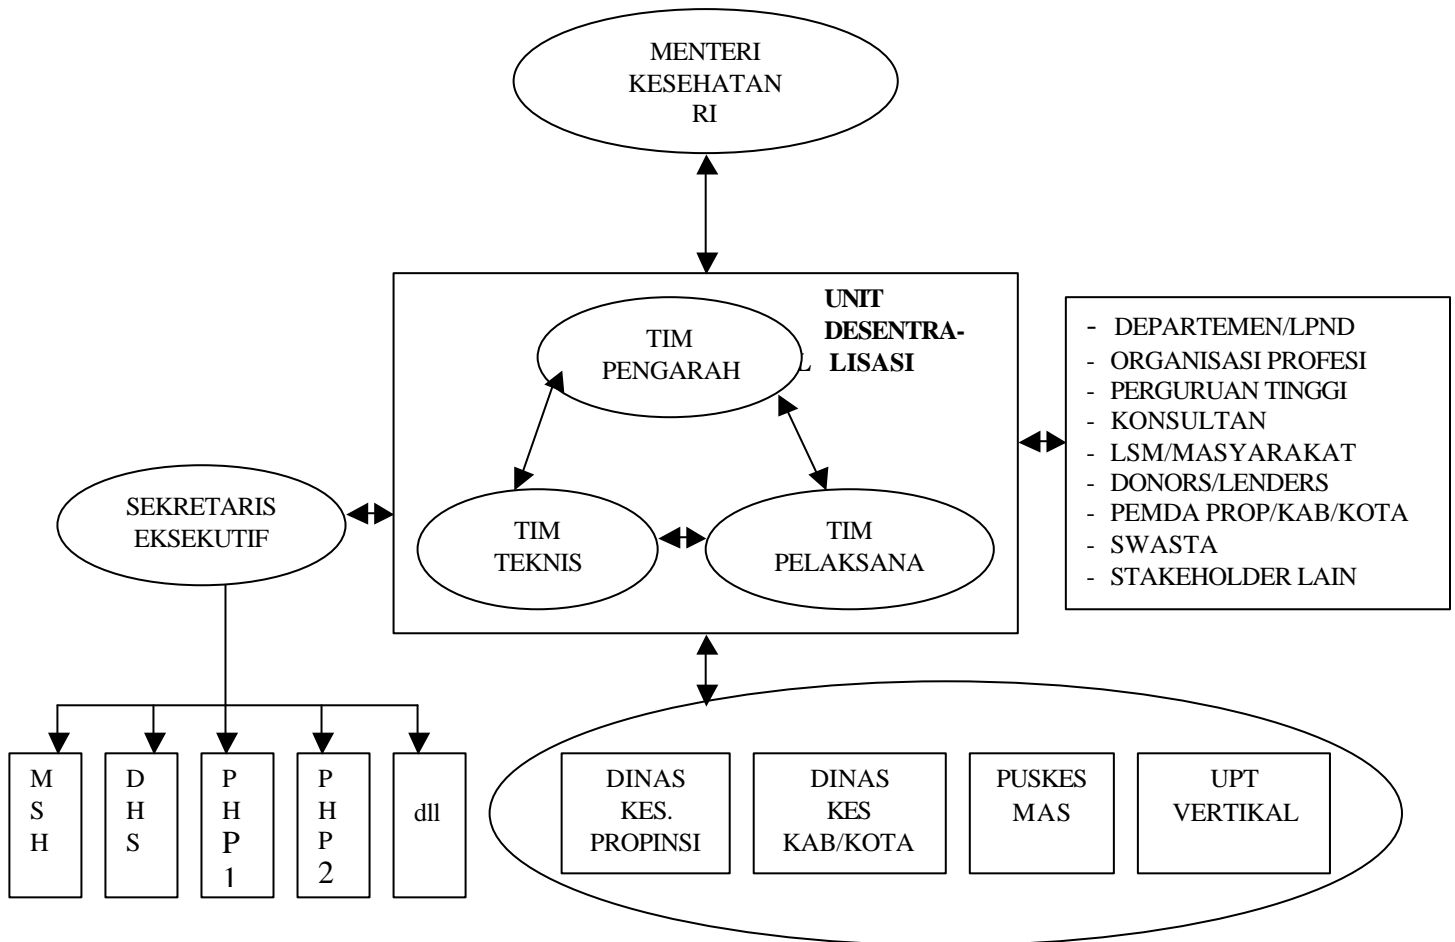 MENTERI
KESEHATAN
RI
UNIT
DESENTRA-
L LISASI
TIM
PENGARAH
TIM
TEKNIS
TIM
PELAKSANA
- DEPARTEMEN/LPND
- ORGANISASI PROFESI
- PERGURUAN TINGGI
- KONSULTAN
- LSM/MASYARAKAT
- DONORS/LENDERS
- PEMDA PROP/KAB/KOTA
- SWASTA
- STAKEHOLDER LAIN
SEKRETARIS
EKSEKUTIF
M
S
H
D
H
S
P
H
P
1
P
H
P
2
dll
DINAS
KES.
PROPINSI
DINAS
KES
KAB/KOTA
PUSKES
MAS
UPT
VERTIKAL